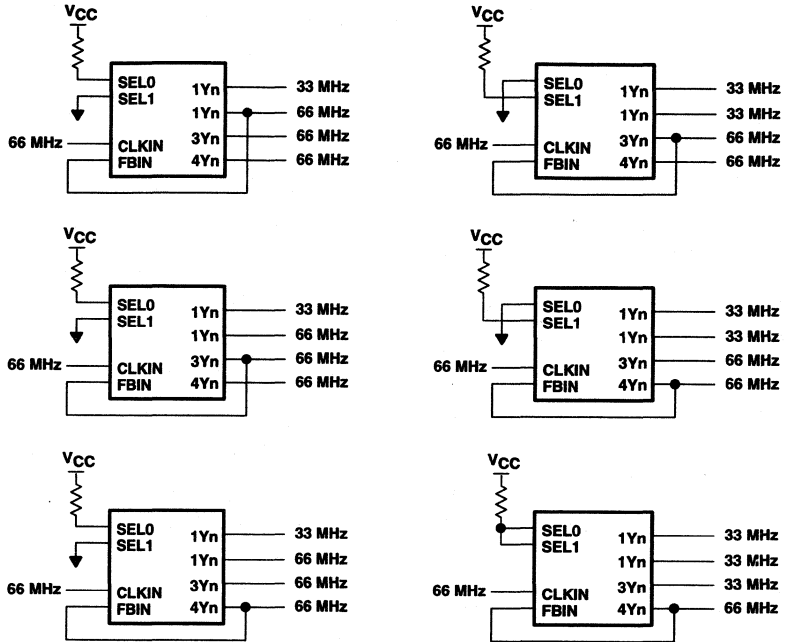 VCC
SEL0
SEL1
CLKIN
FBIN
1Yn
1Yn
3Yn
4Yn
66 MHz
33 MHz
66 MHz
66 MHz
66 MHz
VCC
SEL0
SEL1
CLKIN
FBIN
1Yn
1Yn
3Yn
4Yn
66 MHz
33 MHz
33 MHz
66 MHz
66 MHz
VCC
SEL0
SEL1
CLKIN
FBIN
1Yn
1Yn
3Yn
4Yn
66 MHz
33 MHz
66 MHz
66 MHz
66 MHz
VCC
SEL0
SEL1
CLKIN
FBIN
1Yn
1Yn
3Yn
4Yn
66 MHz
33 MHz
33 MHz
66 MHz
66 MHz
VCC
SEL0
SEL1
CLKIN
FBIN
1Yn
1Yn
3Yn
4Yn
66 MHz
33 MHz
66 MHz
66 MHz
66 MHz
VCC
SEL0
SEL1
CLKIN
FBIN
1Yn
1Yn
3Yn
4Yn
66 MHz
33 MHz
33 MHz
33 MHz
66 MHz